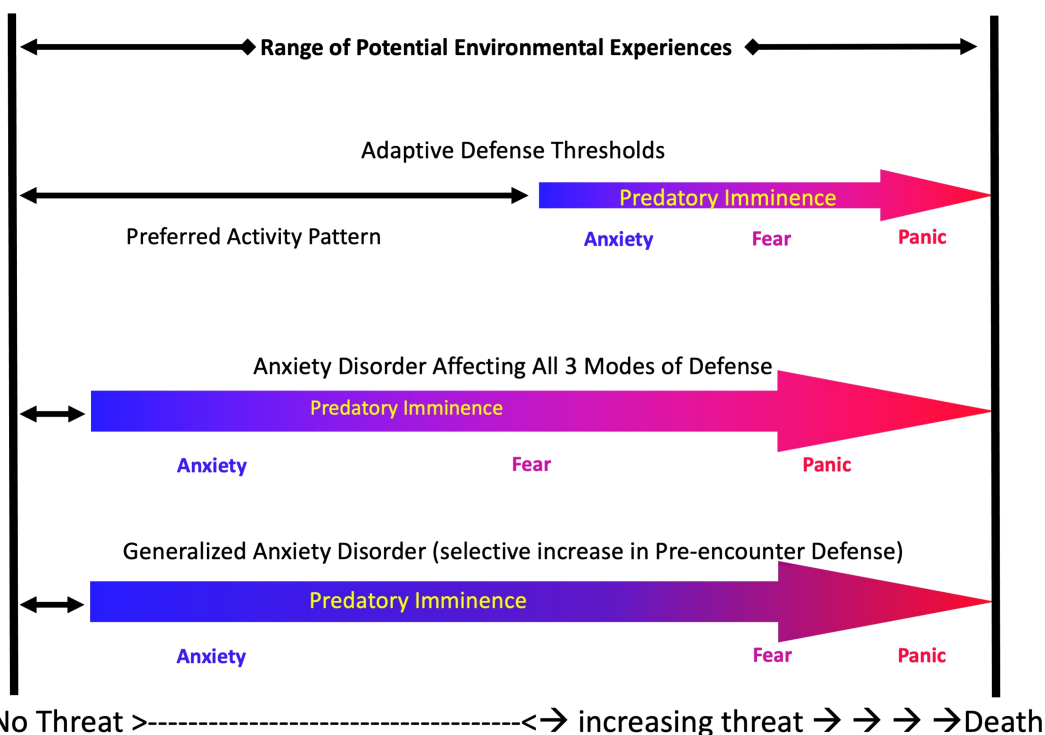 Range of Potential Environmental Experiences
Adaptive Defense Thresholds
Predatory Imminence
Preferred Activity Pattern
Anxiety Fear Panic
Anxiety Disorder Affecting All 3 Modes of Defense
Predatory Imminence
Anxiety Fear Panic
Generalized Anxiety Disorder (selective increase in Pre-encounter Defense)
Predatory Imminence
Anxiety Fear Panic
No Threat >-------------------------------------<→ increasing threat → → → →Death